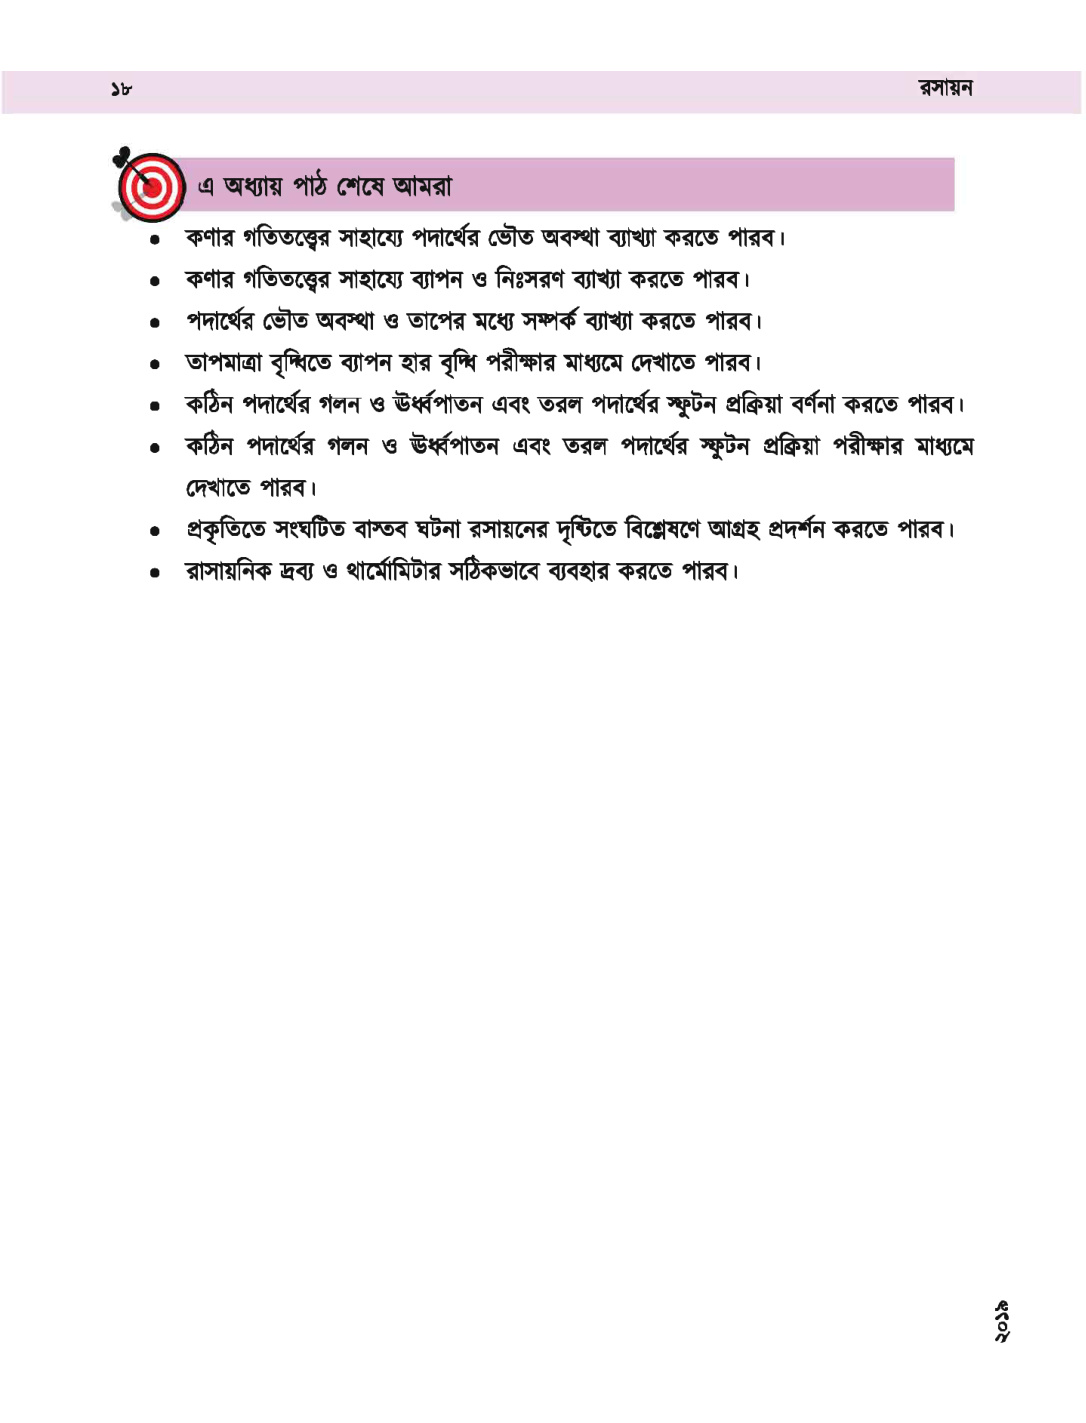 ১৮
রসায়ন
এ অধ্যায় পাঠ শেষে আমরা
• কণার গতিতত্ত্বের সাহায্যে পদার্থের ভৌত অবস্থা ব্যাখ্যা করতে পারব।
• কণার গতিতত্ত্বের সাহায্যে ব্যাপন ও নিঃসরণ ব্যাখ্যা করতে পারব।
• পদার্থের ভৌত অবস্থা ও তাপের মধ্যে সম্পর্ক ব্যাখ্যা করতে পারব।
• তাপমাত্রা বৃদ্ধিতে ব্যাপন হার বৃদ্ধি পরীক্ষার মাধ্যমে দেখাতে পারব।
• কঠিন পদার্থের গলন ও ঊর্ধ্বপাতন এবং তরল পদার্থের স্ফুটন প্রক্রিয়া বর্ণনা করতে পারব।
• কঠিন পদার্থের গলন ও ঊর্ধ্বপাতন এবং তরল পদার্থের স্ফুটন প্রক্রিয়া পরীক্ষার মাধ্যমে
দেখাতে পারব।
• প্রকৃতিতে সংঘটিত বাস্তব ঘটনা রসায়নের দৃষ্টিতে বিশ্লেষণে আগ্রহ প্রদর্শন করতে পারব।
• রাসায়নিক দ্রব্য ও থার্মোমিটার সঠিকভাবে ব্যবহার করতে পারব।
২০১৯